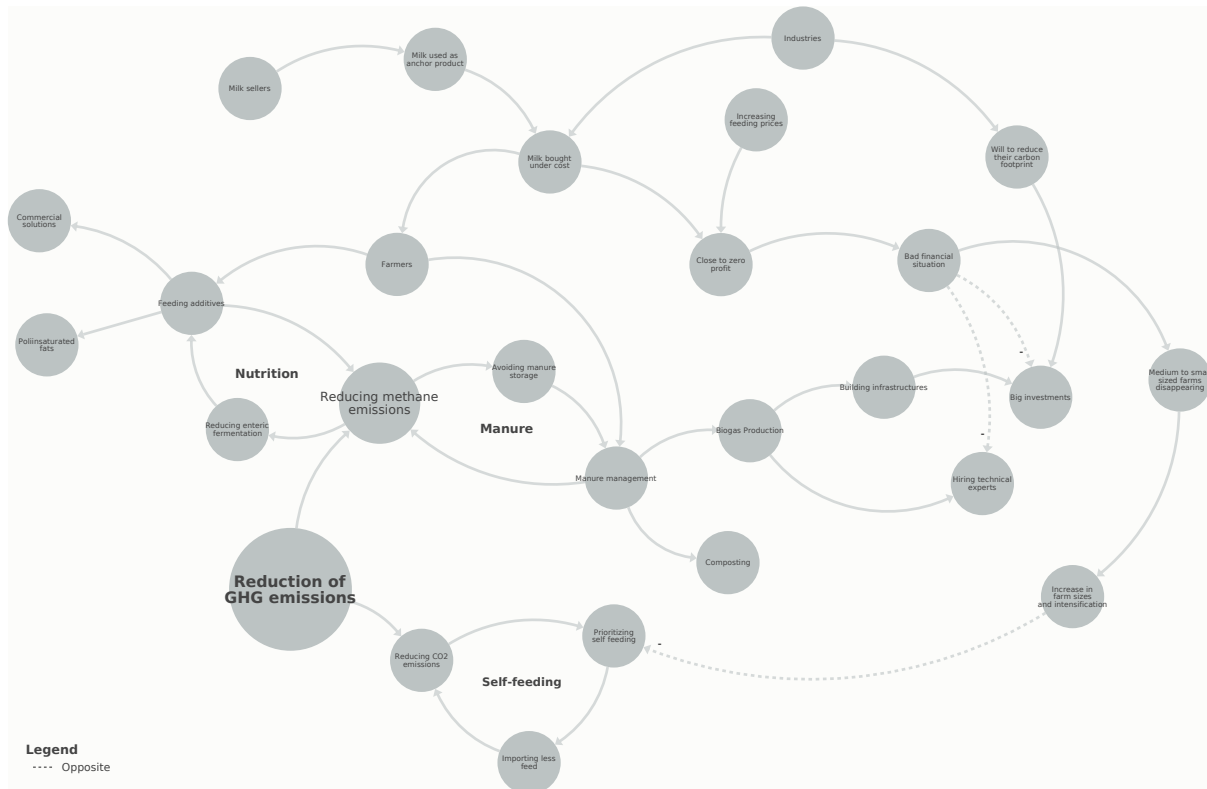 Industries
Milk used as
anchor product
Milk sellers
Increasing
feeding prices
Milk bought
under cost
Will to reduce
their carbon
footprint
Commercial
solutions
Farmers
Close to zero
profit
Bad financial
situation
Feeding additives
Poliinsaturated
fats
Nutrition
Avoiding manure
storage
-
Medium to sma
sized farms
disappearing
Reducing methane
emissions
Building infrastructures
Big investments
Reducing enteric
fermentation
Manure
Biogas Production
-
Manure management
Hiring technical
experts
Composting
Reduction of
GHG emissions
Increase in
farm sizes
and intensification
Prioritizing
self feeding
-
Reducing CO2
emissions
Self-feeding
Importing less
feed
Legend
Opposite